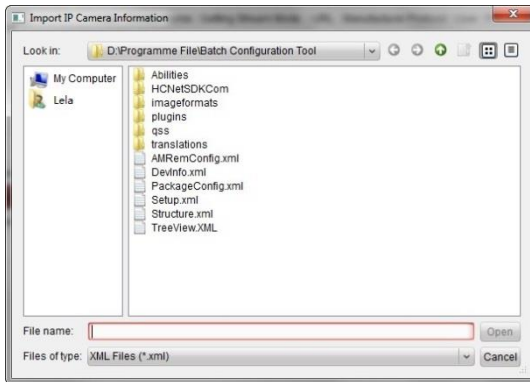 Import IP Camera Information
Look in:
D:\Programme File\Batch Configuration Tool
My Computer
Lela
Abilities
HCNetSDKCom
imageformats
plugins
qss
translations
AMRemConfig.xml
DevInfo.xml
PackageConfig.xml
Setup.xml
Structure.xml
TreeView.XML
File name:
Open
Files of type:
XML Files (*.xml)
Cancel